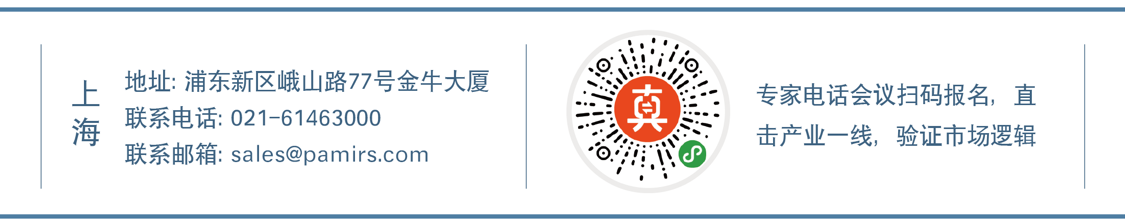 上海
地址: 浦东新区峨山路77号金牛大厦
联系电话: 021-61463000
联系邮箱: sales@pamirs.com
真
专家电话会议扫码报名，直
击产业一线，验证市场逻辑